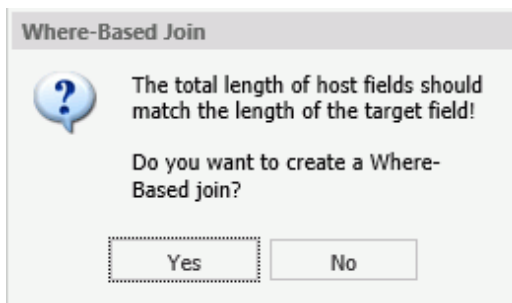 Where-Based Join
The total length of host fields should
match the length of the target field!
Do you want to create a Where-
Based join?
Yes
No